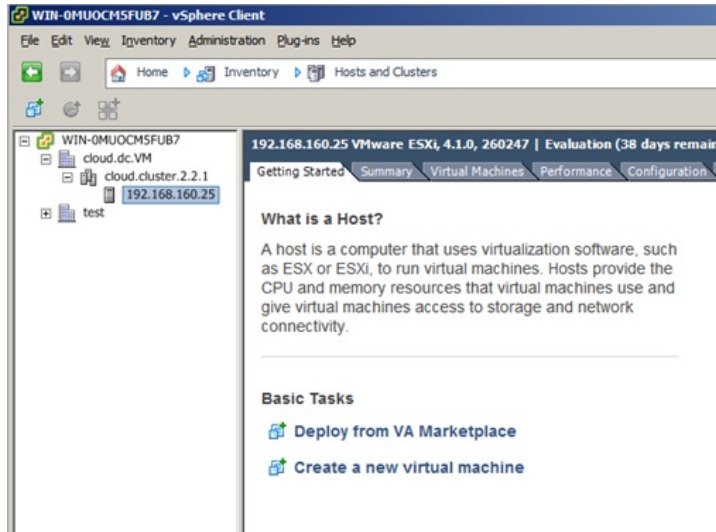 WIN-0MUOCM5FUB7 - vSphere Client
File Edit View Inventory Administration Plug-ins Help
Home Inventory Hosts and Clusters
WIN-0MUOCM5FUB7
cloud.dc.VM
cloud.cluster.2.2.1
192.168.160.25
test
192.168.160.25 VMware ESXi, 4.1.0, 260247 | Evaluation (38 days remain
Getting Started Summary Virtual Machines Performance Configuration
What is a Host?
A host is a computer that uses virtualization software, such
as ESX or ESXi, to run virtual machines. Hosts provide the
CPU and memory resources that virtual machines use and
give virtual machines access to storage and network
connectivity.
Basic Tasks
Deploy from VA Marketplace
Create a new virtual machine